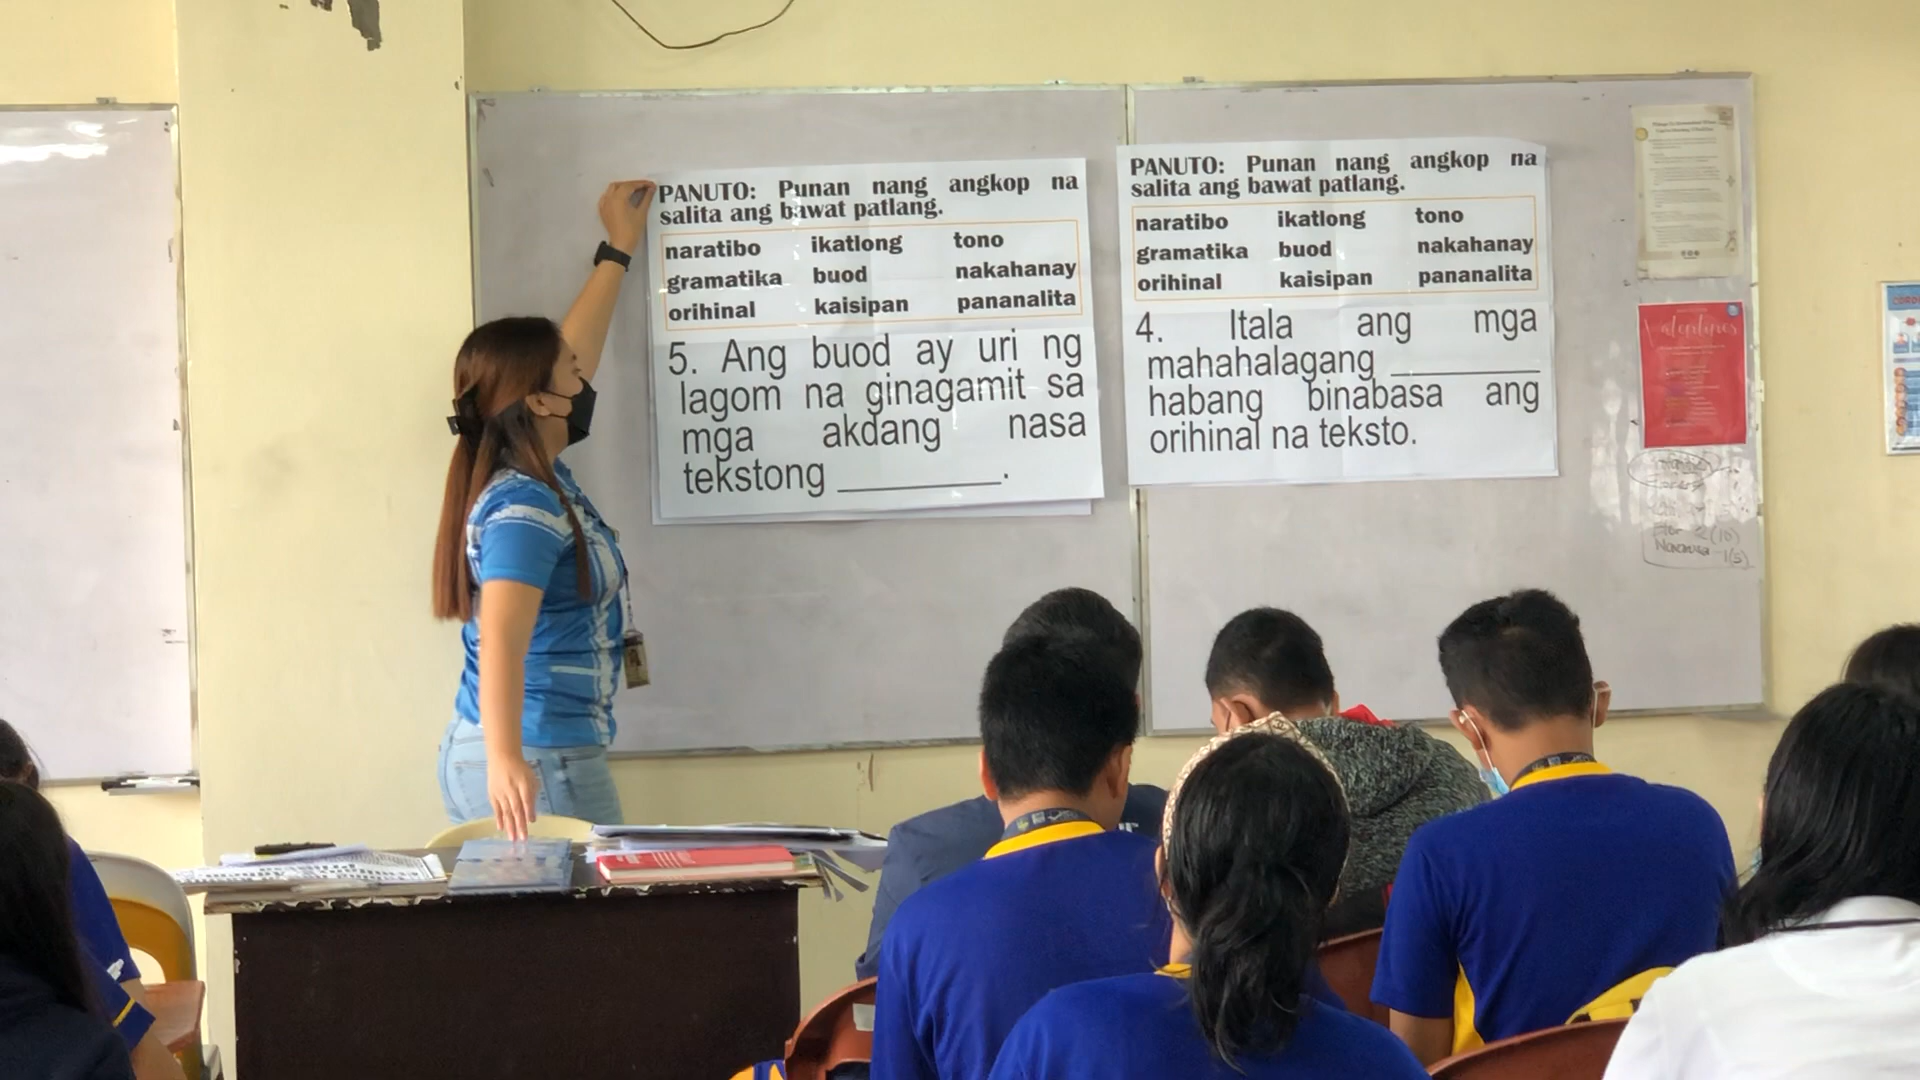 PANUTO: Punan nang angkop na
salita ang bawat patlang.
naratibo ikatlong tono
gramatika buod nakahanay
orihinal kaisipan pananalita
5. Ang buod ay uri ng
lagom na ginagamit sa
mga akdang nasa
tekstong ________.
PANUTO: Punan nang angkop na
salita ang bawat patlang.
naratibo ikatlong tono
gramatika buod nakahanay
orihinal kaisipan pananalita
4. Itala ang mga
mahahalagang ________
habang binabasa ang
orihinal na teksto.